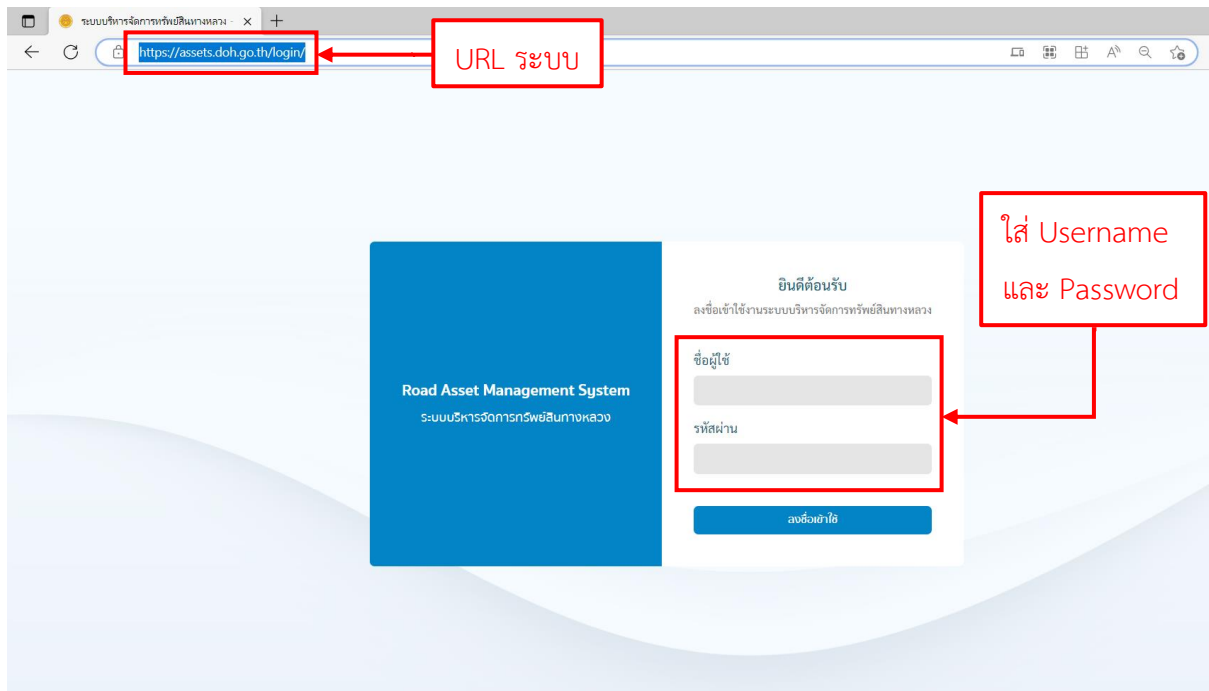 ระบบบริหารจัดการทรัพย์สินทางหลวง -
https://assets.doh.go.th/login/
URL ระบบ
ใส่ Username
และ Password
ยินดีต้อนรับ
ลงชื่อเข้าใช้งานระบบบริหารจัดการทรัพย์สินทางหลวง
ชื่อผู้ใช้
Road Asset Management System
ระบบบริหารจัดการทรัพย์สินทางหลวง
รหัสผ่าน
ลงชื่อเข้าใช้